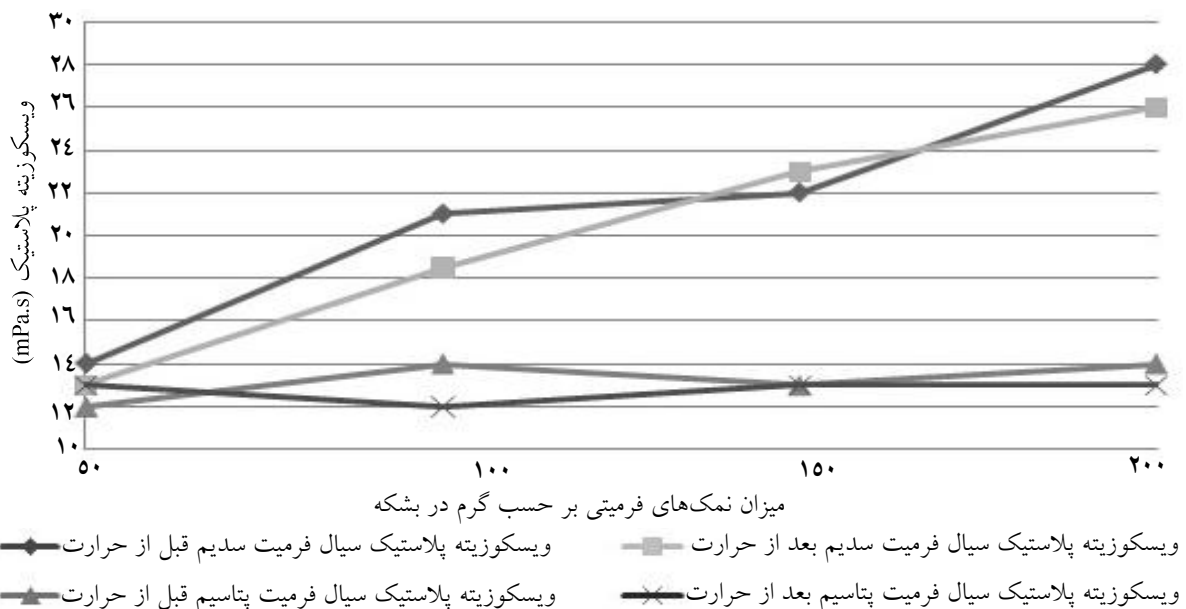 ویسکوزیته پلاستیک (mPa.s)
۳۰
۲۸
۲۶
۲۴
۲۲
۲۰
۱۸
۱۶
۱۴
۱۲
۱۰
۵۰ ۱۰۰ ۱۵۰ ۲۰۰
میزان نمک‌های فرمیتی بر حسب گرم در بشکه
ویسکوزیته پلاستیک سیال فرمیت سدیم بعد از حرارت ویسکوزیته پلاستیک سیال فرمیت سدیم قبل از حرارت
ویسکوزیته پلاستیک سیال فرمیت پتاسیم بعد از حرارت ویسکوزیته پلاستیک سیال فرمیت پتاسیم قبل از حرارت